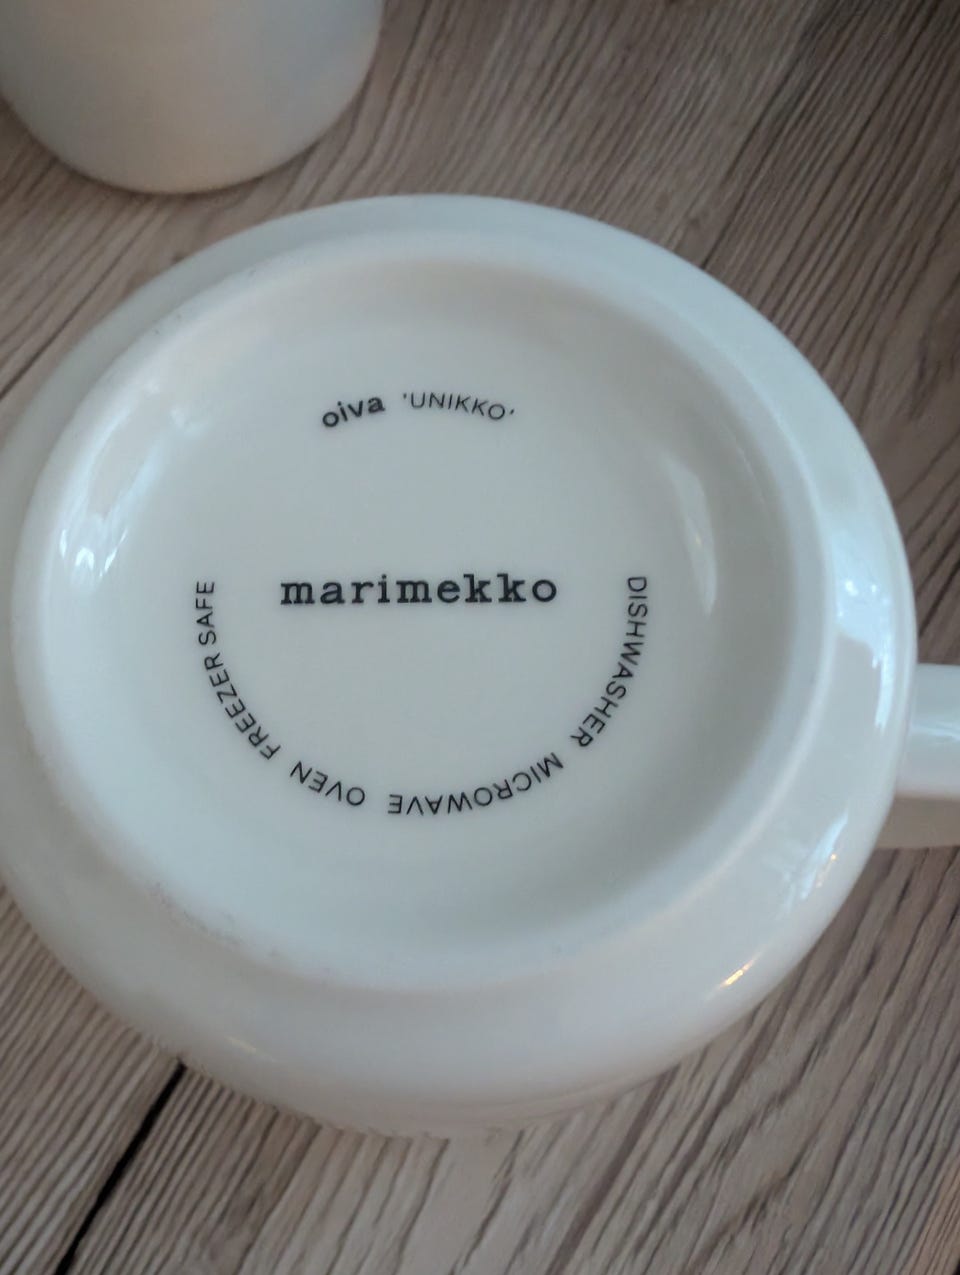 oiva 'UNIKKO'
marimekko
DISHWASHER MICROWAVE OVEN FREEZER SAFE